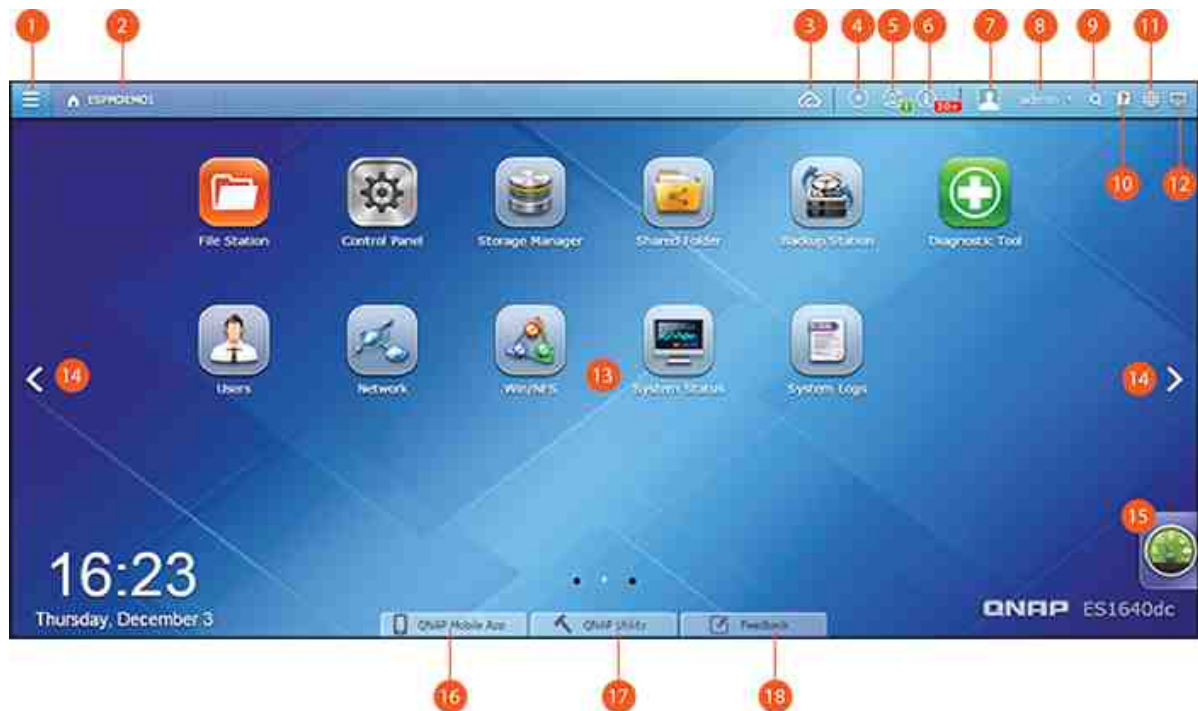 1 2 3 4 5 6 7 8 9 11
ESPMDEMO1
10+
admin
10 12
File Station Control Panel Storage Manager Shared Folder Backup Station Diagnostic Tool
14 13 14
Users Network Win/NFS System Status System Logs
15
16:23
Thursday, December 3
QNAP ES1640dc
QNAP Mobile App QNAP Utility Feedback
16 17 18